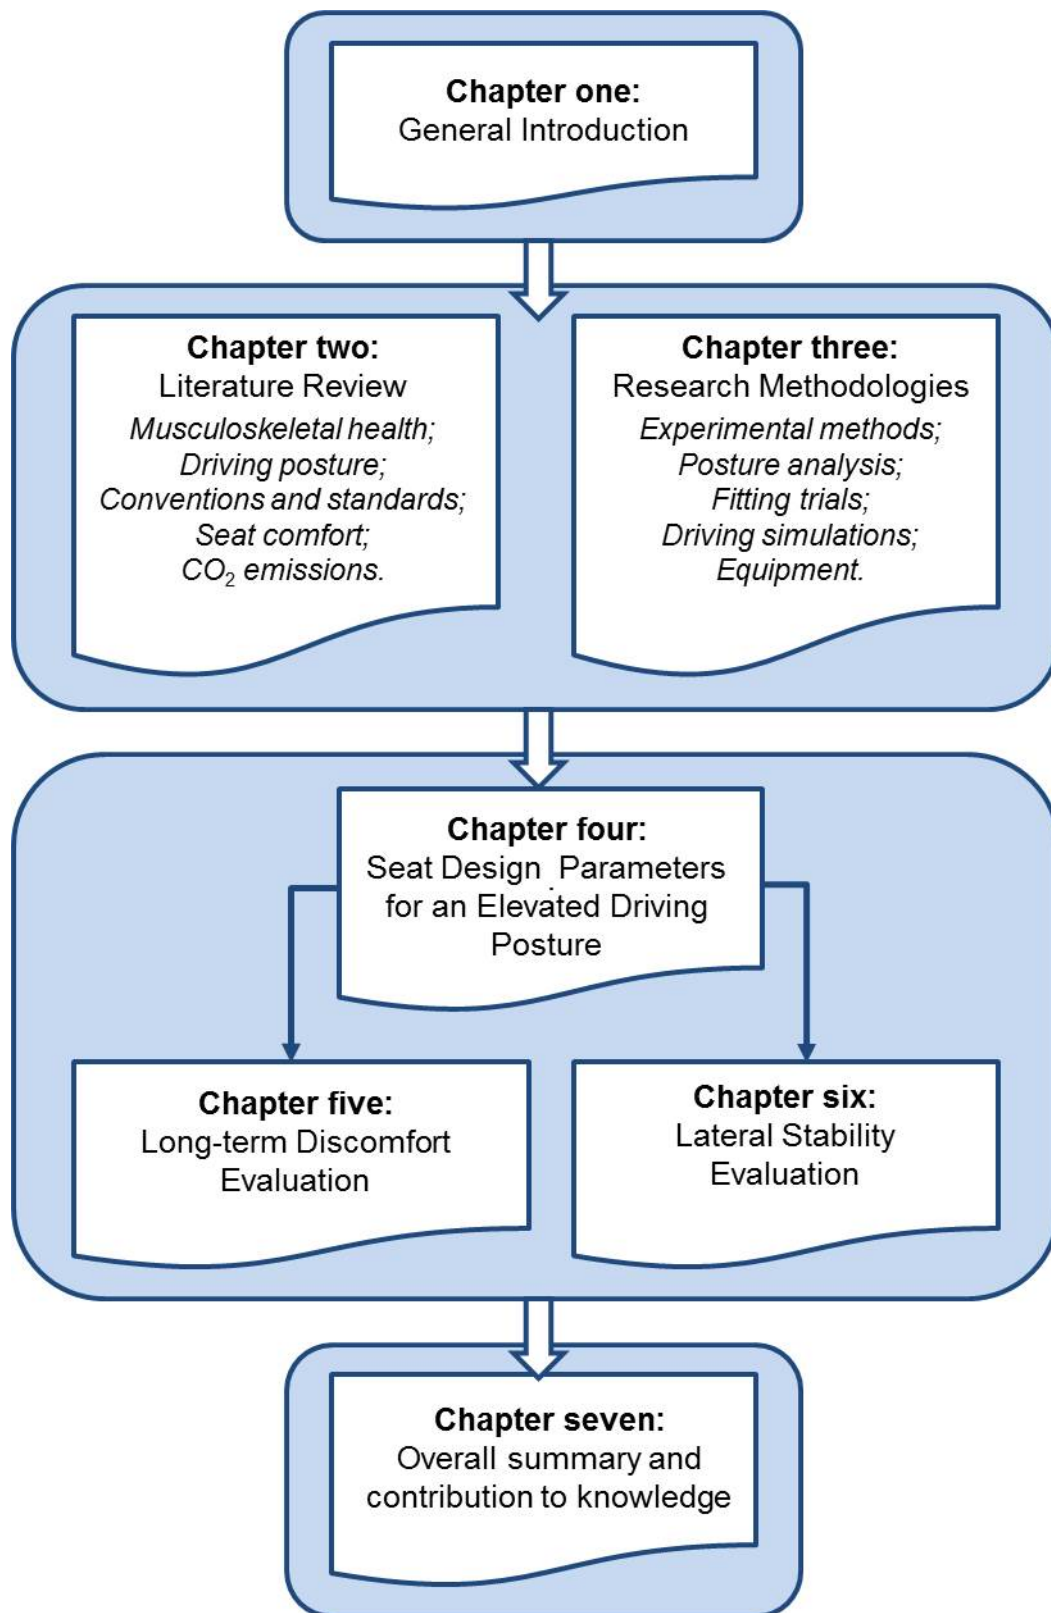 Chapter one:
General Introduction
Chapter two:
Literature Review
Musculoskeletal health;
Driving posture;
Conventions and standards;
Seat comfort;
CO₂ emissions.
Chapter three:
Research Methodologies
Experimental methods;
Posture analysis;
Fitting trials;
Driving simulations;
Equipment.
Chapter four:
Seat Design Parameters
for an Elevated Driving
Posture
Chapter five:
Long-term Discomfort
Evaluation
Chapter six:
Lateral Stability
Evaluation
Chapter seven:
Overall summary and
contribution to knowledge